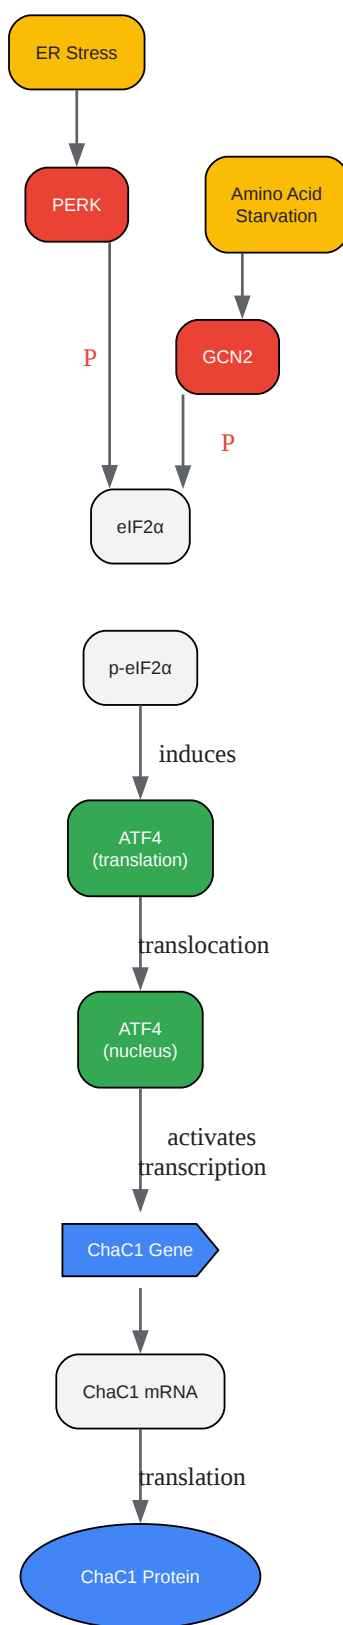 ER Stress
PERK
Amino Acid
Starvation
GCN2
P
P
eIF2α
p-eIF2α
induces
ATF4
(translation)
translocation
ATF4
(nucleus)
activates
transcription
ChaC1 Gene
ChaC1 mRNA
translation
ChaC1 Protein